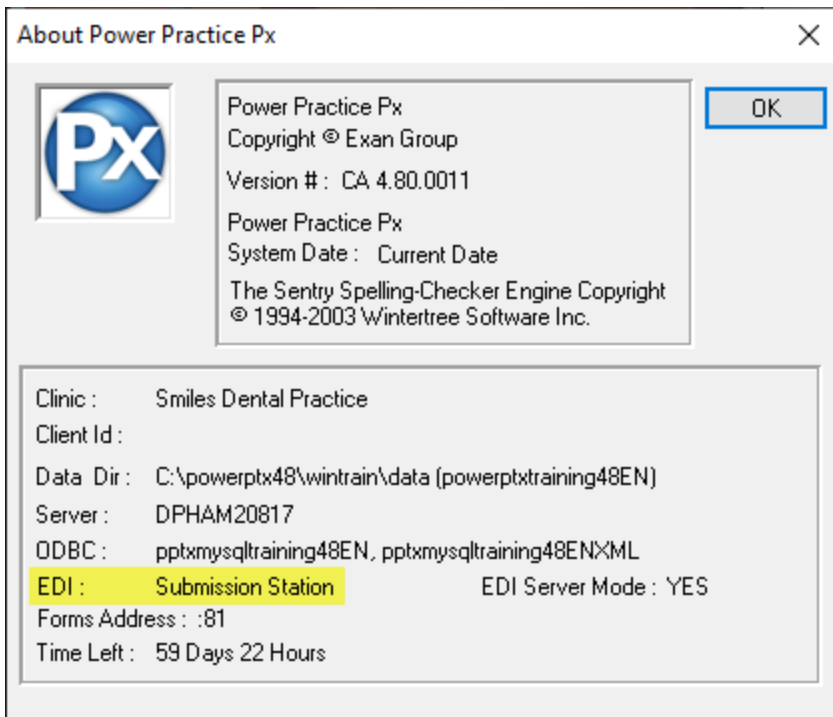 About Power Practice Px
Px
Power Practice Px
Copyright © Exan Group
Version # : CA 4.80.0011
Power Practice Px
System Date : Current Date
The Sentry Spelling-Checker Engine Copyright
© 1994-2003 Wintertree Software Inc.
OK
Clinic : Smiles Dental Practice
Client Id :
Data Dir : C:\powerptx48\wintrain\data (powerptxtraining48EN)
Server : DPHAM20817
ODBC : pptxmysqltraining48EN, pptxmysqltraining48ENXML
EDI : Submission Station EDI Server Mode : YES
Forms Address : :81
Time Left : 59 Days 22 Hours